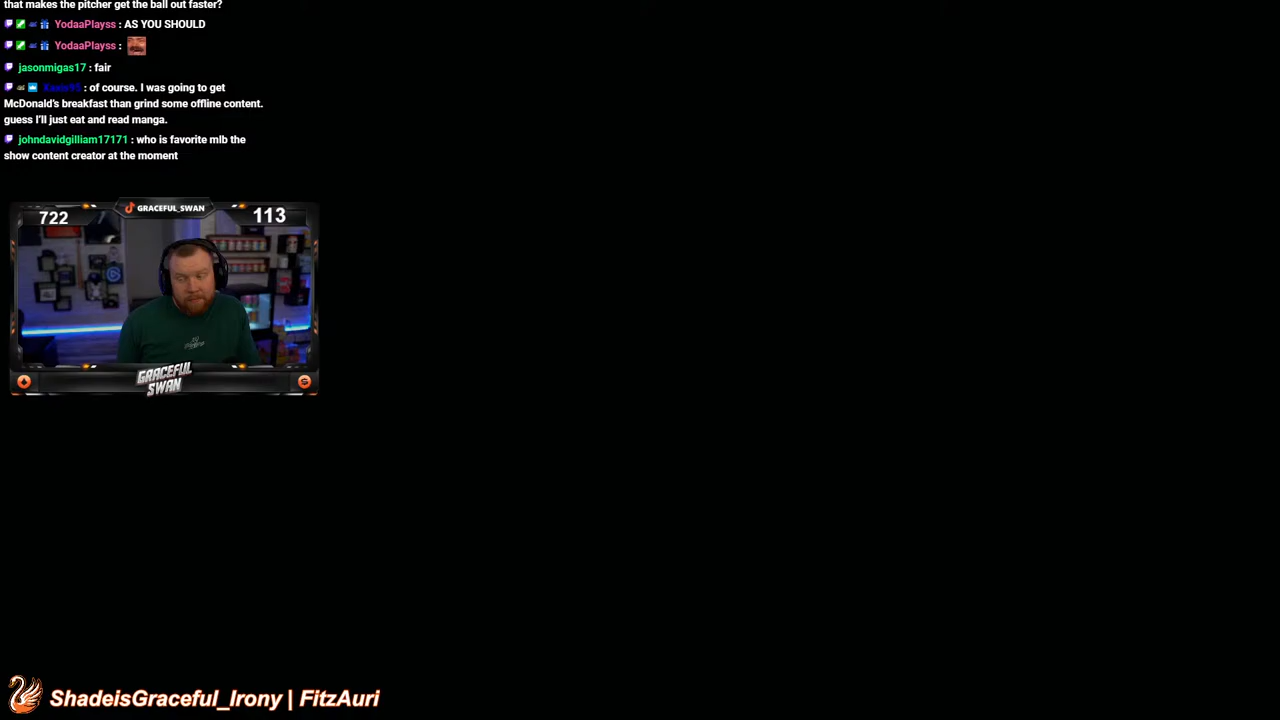 that makes the pitcher get the ball out faster?
YodaaPlayss : AS YOU SHOULD
YodaaPlayss :
jasonmigas17 : fair
: of course. I was going to get
McDonald's breakfast than grind some offline content.
guess I'll just eat and read manga.
johndavidgilliam17171 : who is favorite mlb the
show content creator at the moment
722
GRACEFUL_SWAN
113
GRACEFUL
SWAN
ShadeisGraceful_Irony | FitzAuri